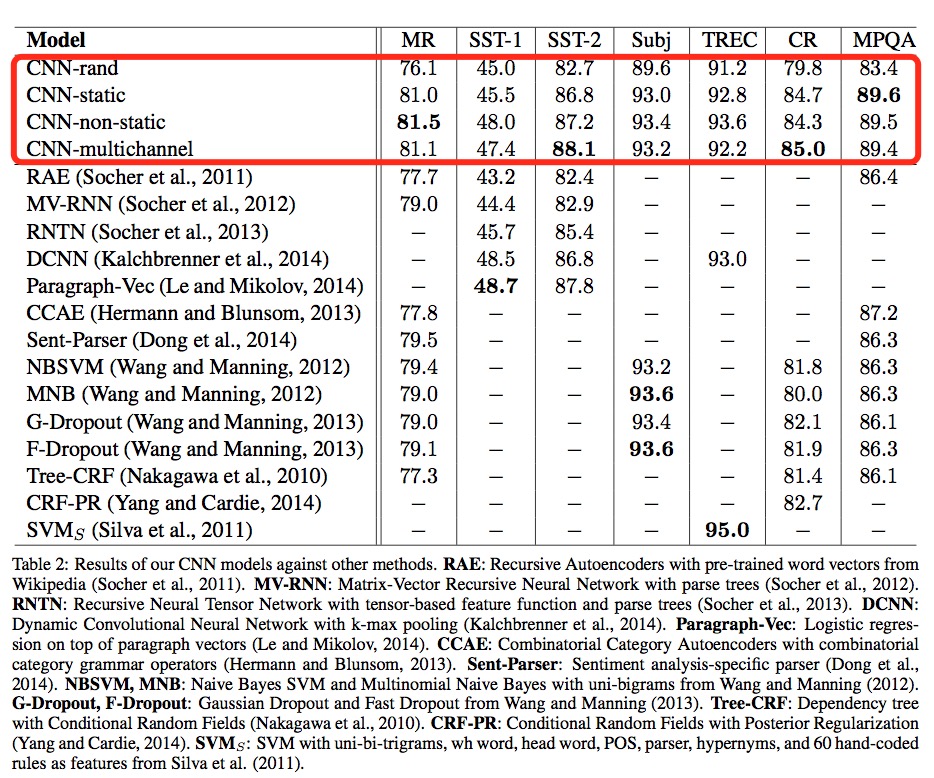 Model MR SST-1 SST-2 Subj TREC CR MPQA
CNN-rand 76.1 45.0 82.7 89.6 91.2 79.8 83.4
CNN-static 81.0 45.5 86.8 93.0 92.8 84.7 89.6
CNN-non-static 81.5 48.0 87.2 93.4 93.6 84.3 89.5
CNN-multichannel 81.1 47.4 88.1 93.2 92.2 85.0 89.4
RAE (Socher et al., 2011) 77.7 43.2 82.4 — — — 86.4
MV-RNN (Socher et al., 2012) 79.0 44.4 82.9 — — — —
RNTN (Socher et al., 2013) — 45.7 85.4 — — — —
DCNN (Kalchbrenner et al., 2014) — 48.5 86.8 — 93.0 — —
Paragraph-Vec (Le and Mikolov, 2014) — 48.7 87.8 — — — —
CCAE (Hermann and Blunsom, 2013) 77.8 — — — — — 87.2
Sent-Parser (Dong et al., 2014) 79.5 — — — — — 86.3
NBSVM (Wang and Manning, 2012) 79.4 — — 93.2 — 81.8 86.3
MNB (Wang and Manning, 2012) 79.0 — — 93.6 — 80.0 86.3
G-Dropout (Wang and Manning, 2013) 79.0 — — 93.4 — 82.1 86.1
F-Dropout (Wang and Manning, 2013) 79.1 — — 93.6 — 81.9 86.3
Tree-CRF (Nakagawa et al., 2010) 77.3 — — — — 81.4 86.1
CRF-PR (Yang and Cardie, 2014) — — — — — 82.7 —
SVMS (Silva et al., 2011) — — — — 95.0 — —
Table 2: Results of our CNN models against other methods. RAE: Recursive Autoencoders with pre-trained word vectors from
Wikipedia (Socher et al., 2011). MV-RNN: Matrix-Vector Recursive Neural Network with parse trees (Socher et al., 2012).
RNTN: Recursive Neural Tensor Network with tensor-based feature function and parse trees (Socher et al., 2013). DCNN:
Dynamic Convolutional Neural Network with k-max pooling (Kalchbrenner et al., 2014). Paragraph-Vec: Logistic regres-
sion on top of paragraph vectors (Le and Mikolov, 2014). CCAE: Combinatorial Category Autoencoders with combinatorial
category grammar operators (Hermann and Blunsom, 2013). Sent-Parser: Sentiment analysis-specific parser (Dong et al.,
2014). NBSVM, MNB: Naive Bayes SVM and Multinomial Naive Bayes with uni-bigrams from Wang and Manning (2012).
G-Dropout, F-Dropout: Gaussian Dropout and Fast Dropout from Wang and Manning (2013). Tree-CRF: Dependency tree
with Conditional Random Fields (Nakagawa et al., 2010). CRF-PR: Conditional Random Fields with Posterior Regularization
(Yang and Cardie, 2014). SVMS: SVM with uni-bi-trigrams, wh word, head word, POS, parser, hypernyms, and 60 hand-coded
rules as features from Silva et al. (2011).